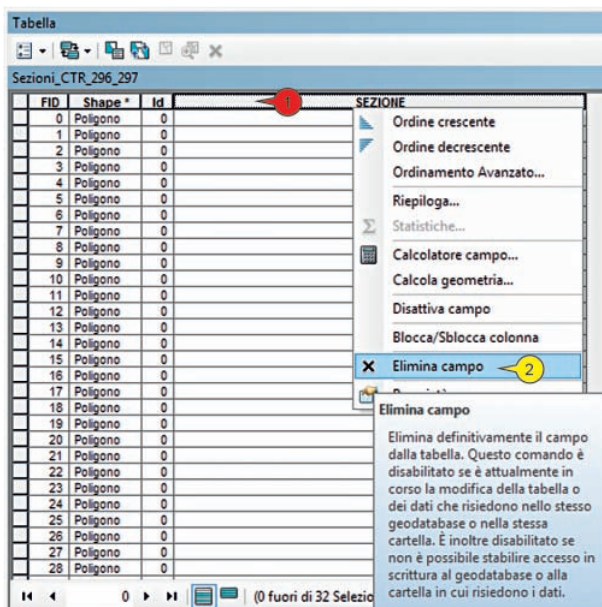 Tabella
Sezioni_CTR_296_297
FID Shape * Id SEZIONE
1
0 Poligono 0
1 Poligono 0
2 Poligono 0
3 Poligono 0
4 Poligono 0
5 Poligono 0
6 Poligono 0
7 Poligono 0
8 Poligono 0
9 Poligono 0
10 Poligono 0
11 Poligono 0
12 Poligono 0
13 Poligono 0
14 Poligono 0
15 Poligono 0
16 Poligono 0
17 Poligono 0
18 Poligono 0
19 Poligono 0
20 Poligono 0
21 Poligono 0
22 Poligono 0
23 Poligono 0
24 Poligono 0
25 Poligono 0
26 Poligono 0
27 Poligono 0
28 Poligono 0
Ordine crescente
Ordine decrescente
Ordinamento Avanzato...
Riepiloga...
Σ Statistiche...
Calcolatore campo...
Calcola geometria...
Disattiva campo
Blocca/Sblocca colonna
Elimina campo 2
Elimina campo
Elimina definitivamente il campo
dalla tabella. Questo comando è
disabilitato se è attualmente in
corso la modifica della tabella o
dei dati che risiedono nello stesso
geodatabase o nella stessa
cartella. È inoltre disabilitato se
non è possibile stilare accesso in
scrittura al geodatabase o alla
cartella in cui risiedono i dati.
0 (0 fuori di 32 Selezio